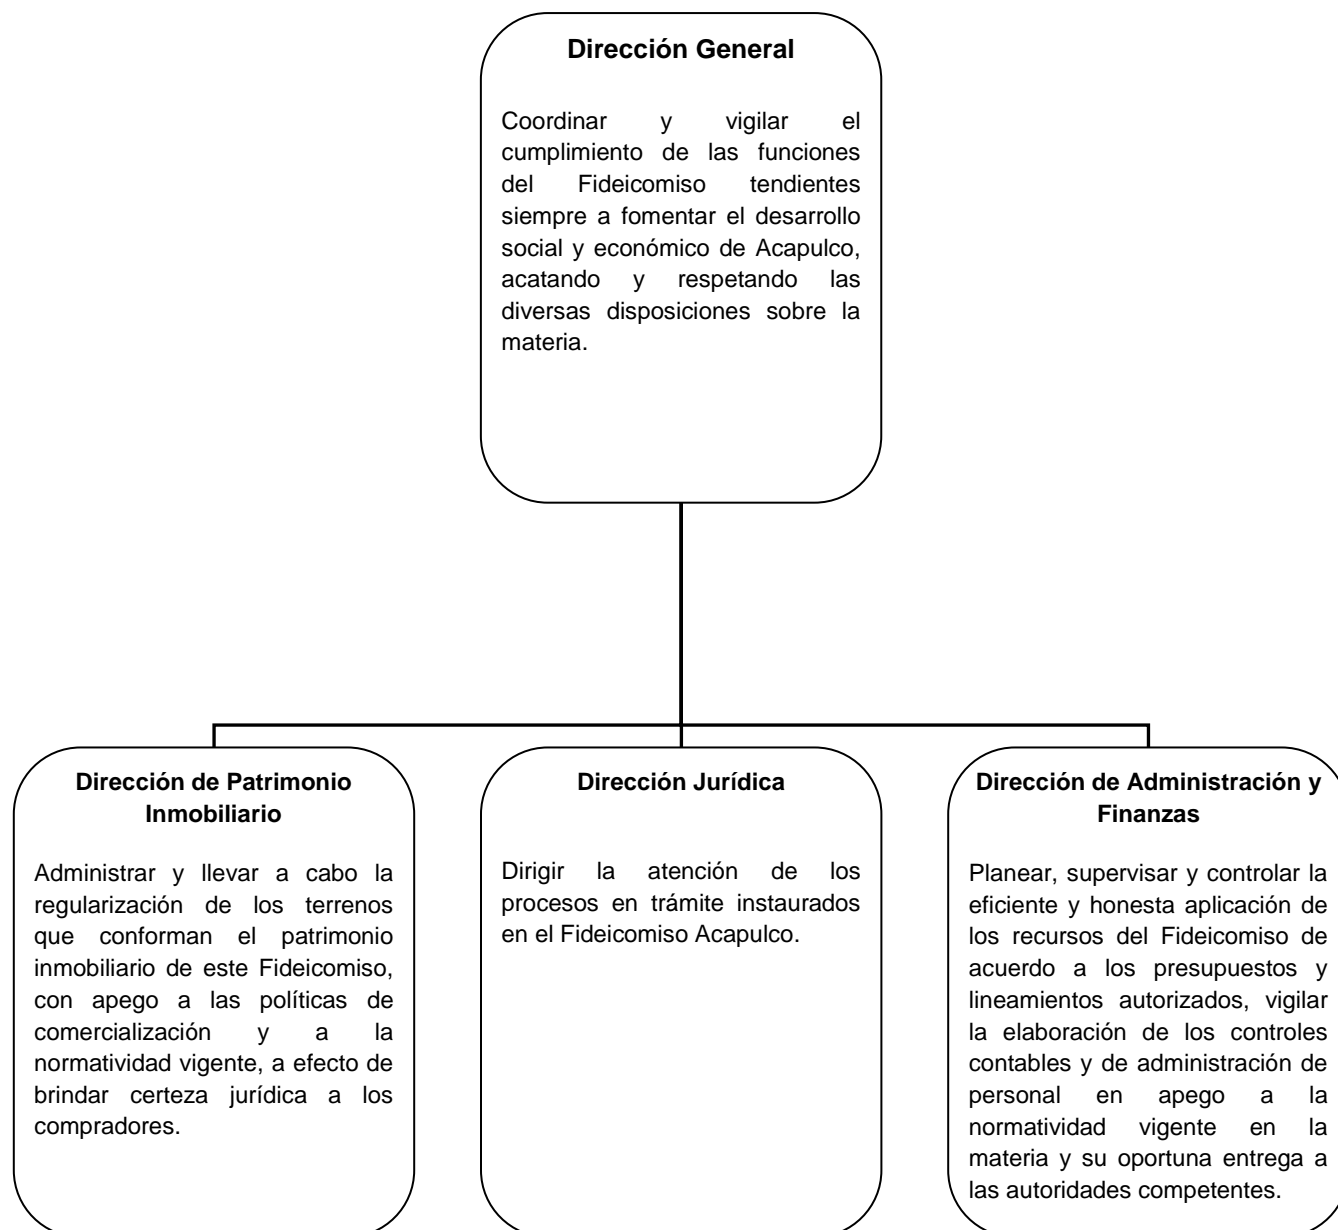 Dirección General
Coordinar y vigilar el
cumplimiento de las funciones
del Fideicomiso tendientes
siempre a fomentar el desarrollo
social y económico de Acapulco,
acatando y respetando las
diversas disposiciones sobre la
materia.
Dirección de Patrimonio
Inmobiliario
Administrar y llevar a cabo la
regularización de los terrenos
que conforman el patrimonio
inmobiliario de este Fideicomiso,
con apego a las políticas de
comercialización y a la
normatividad vigente, a efecto de
brindar certeza jurídica a los
compradores.
Dirección Jurídica
Dirigir la atención de los
procesos en trámite instaurados
en el Fideicomiso Acapulco.
Dirección de Administración y
Finanzas
Planear, supervisar y controlar la
eficiente y honesta aplicación de
los recursos del Fideicomiso de
acuerdo a los presupuestos y
lineamientos autorizados, vigilar
la elaboración de los controles
contables y de administración de
personal en apego a la
normatividad vigente en la
materia y su oportuna entrega a
las autoridades competentes.